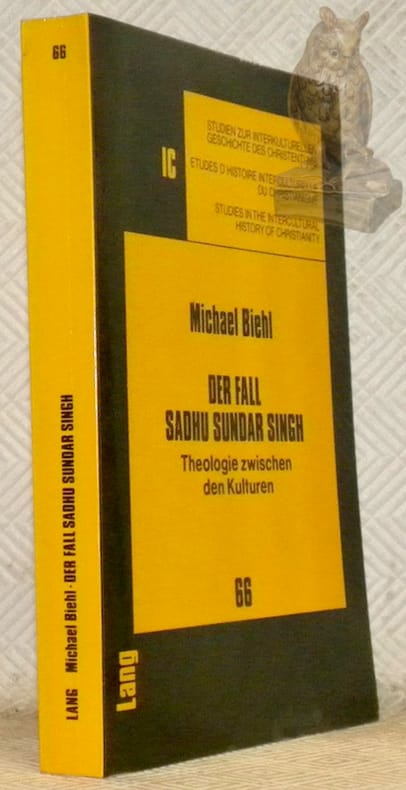 66
LANG Michael Biehl · DER FALL SADHU SUNDAR SINGH
IC
STUDIEN ZUR INTERKULTURELLEN
GESCHICHTE DES CHRISTENTUMS
ETUDES D'HISTOIRE INTERCULTURELLE
DU CHRISTIANISME
STUDIES IN THE INTERCULTURAL
HISTORY OF CHRISTIANITY
Michael Biehl
DER FALL
SADHU SUNDAR SINGH
Theologie zwischen
den Kulturen
66
Lang